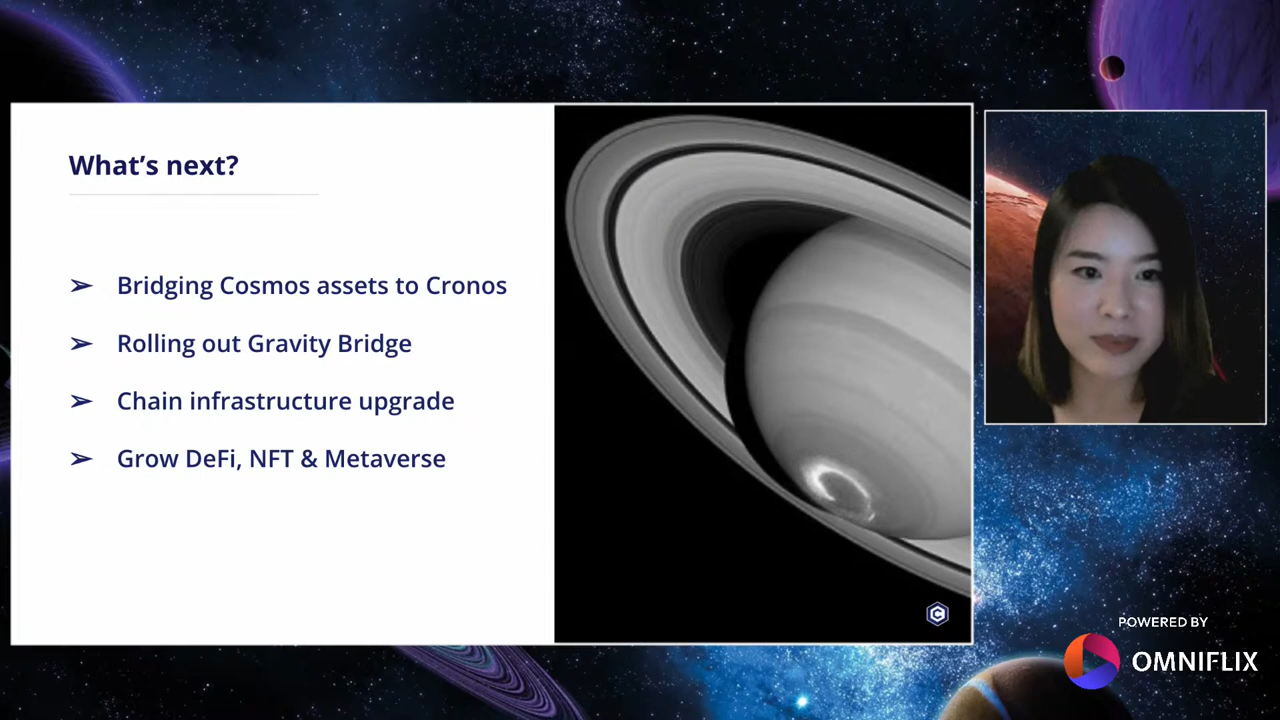 What's next?
➢ Bridging Cosmos assets to Cronos
➢ Rolling out Gravity Bridge
➢ Chain infrastructure upgrade
➢ Grow DeFi, NFT & Metaverse
POWERED BY
OMNIFLIX